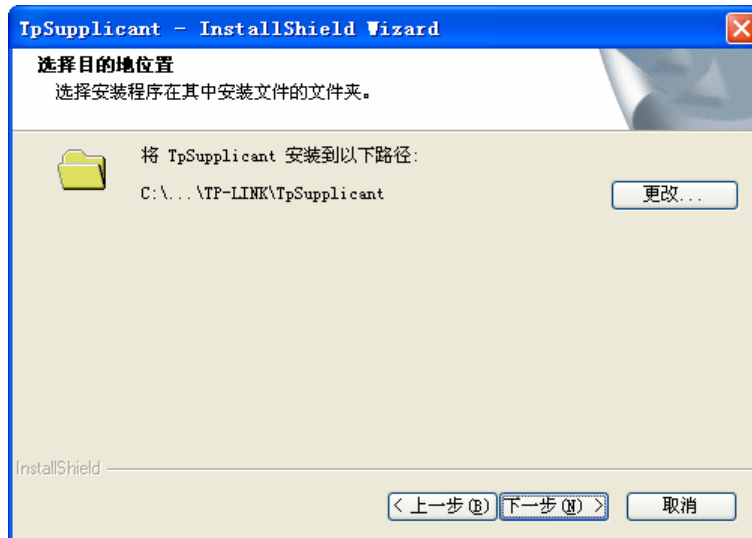 TpSupplicant - InstallShield Wizard
选择目的地位置
选择安装程序在其中安装文件的文件夹。
将 TpSupplicant 安装到以下路径:
C:\...\TP-LINK\TpSupplicant
更改...
InstallShield
< 上一步(B) 下一步(N) > 取消